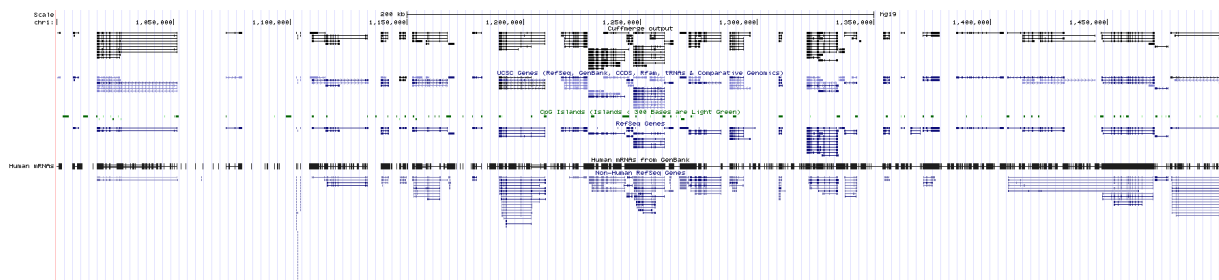 Scale 200 kb hg19
chr1: 1,050,000 1,100,000 1,150,000 1,200,000 1,250,000 1,300,000 1,350,000 1,400,000 1,450,000
Cuffmerge output
UCSC Genes (RefSeq, GenBank, CCDS, Rfam, tRNAs & Comparative Genomics)
CpG Islands (Islands < 300 Bases are Light Green)
RefSeq Genes
Human mRNAs from GenBank
Human mRNAs
Non-Human RefSeq Genes